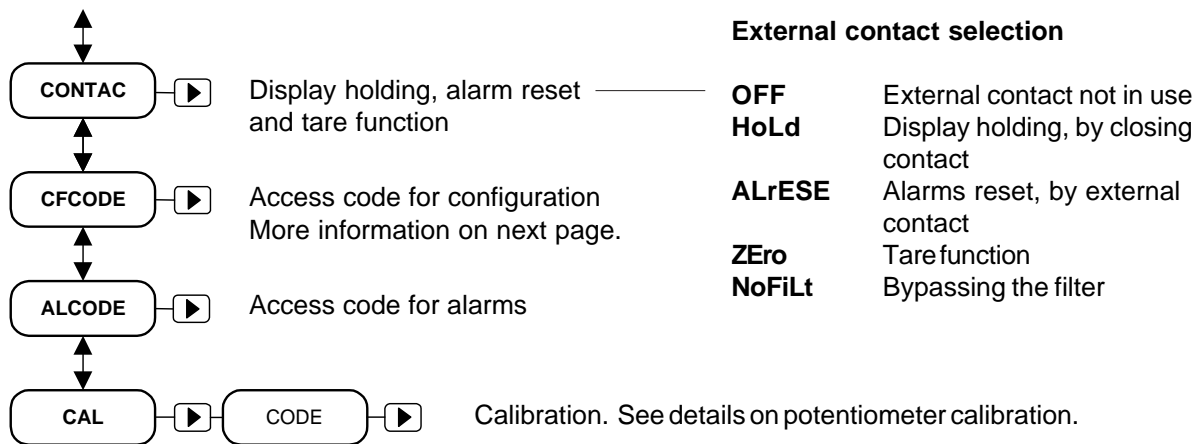 External contact selection
CONTAC
Display holding, alarm reset
and tare function
OFF External contact not in use
HoLd Display holding, by closing
contact
ALrESE Alarms reset, by external
contact
ZEro Tare function
NoFiLt Bypassing the filter
CFCODE
Access code for configuration
More information on next page.
ALCODE
Access code for alarms
CAL CODE Calibration. See details on potentiometer calibration.